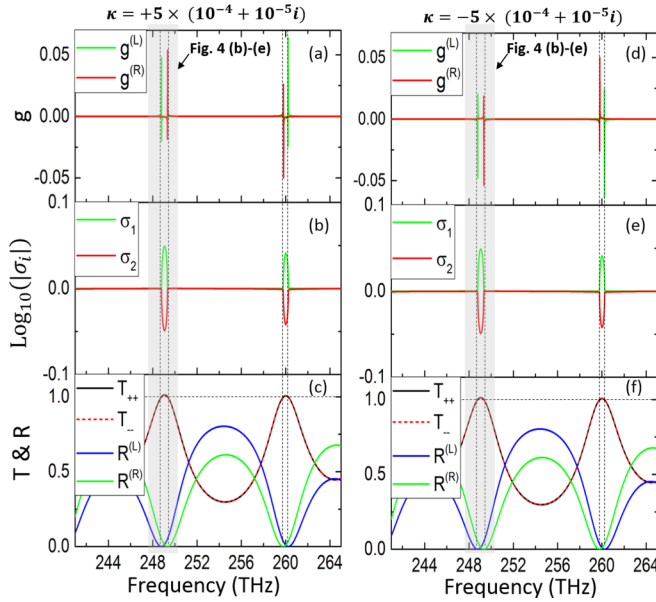 κ = +5 × (10⁻⁴ + 10⁻⁵i)
κ = −5 × (10⁻⁴ + 10⁻⁵i)
g
0.05
0.00
-0.05
g(L)
g(R)
Fig. 4 (b)-(e)
(a)
0.05
0.00
0.05
g(L)
g(R)
Fig. 4 (b)-(e)
(d)
Log₁₀(|σᵢ|)
0.1
0.0
-0.1
σ₁
σ₂
(b)
0.1
0.0
-0.1
σ₁
σ₂
(e)
T & R
1.0
0.5
0.0
T++
T--
R(L)
R(R)
(c)
1.0
0.5
0.0
T++
T--
R(L)
R(R)
(f)
244 248 252 256 260 264
244 248 252 256 260 264
Frequency (THz)
Frequency (THz)